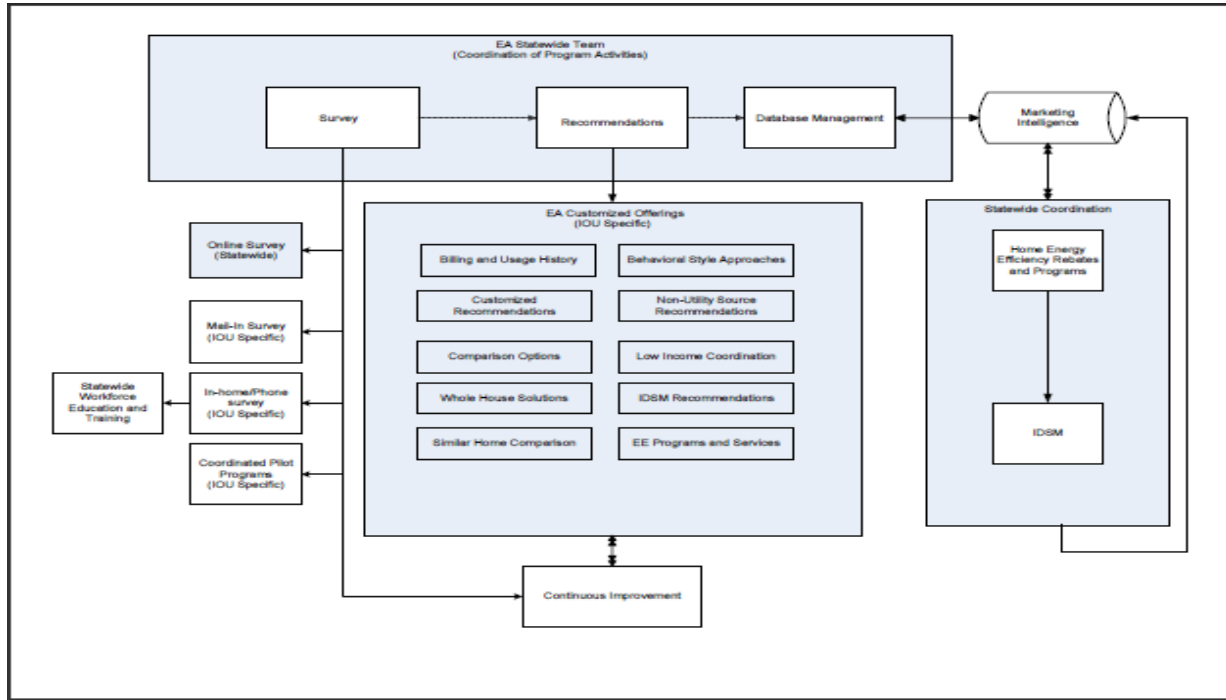 EA Statewide Team
(Coordination of Program Activities)
Survey
Recommendations
Database Management
Marketing
Intelligence
EA Customized Offerings
(IOU Specific)
Statewide Coordination
Online Survey
(Statewide)
Billing and Usage History
Behavioral Style Approaches
Home Energy
Efficiency Rebates
and Programs
Customized
Recommendations
Non-Utility Source
Recommendations
Mail-In Survey
(IOU Specific)
Comparison Options
Low Income Coordination
Statewide
Workforce
Education and
Training
In-home/Phone
survey
(IOU Specific)
Whole House Solutions
IDSM Recommendations
IDSM
Similar Home Comparison
EE Programs and Services
Coordinated Pilot
Programs
(IOU Specific)
Continuous Improvement